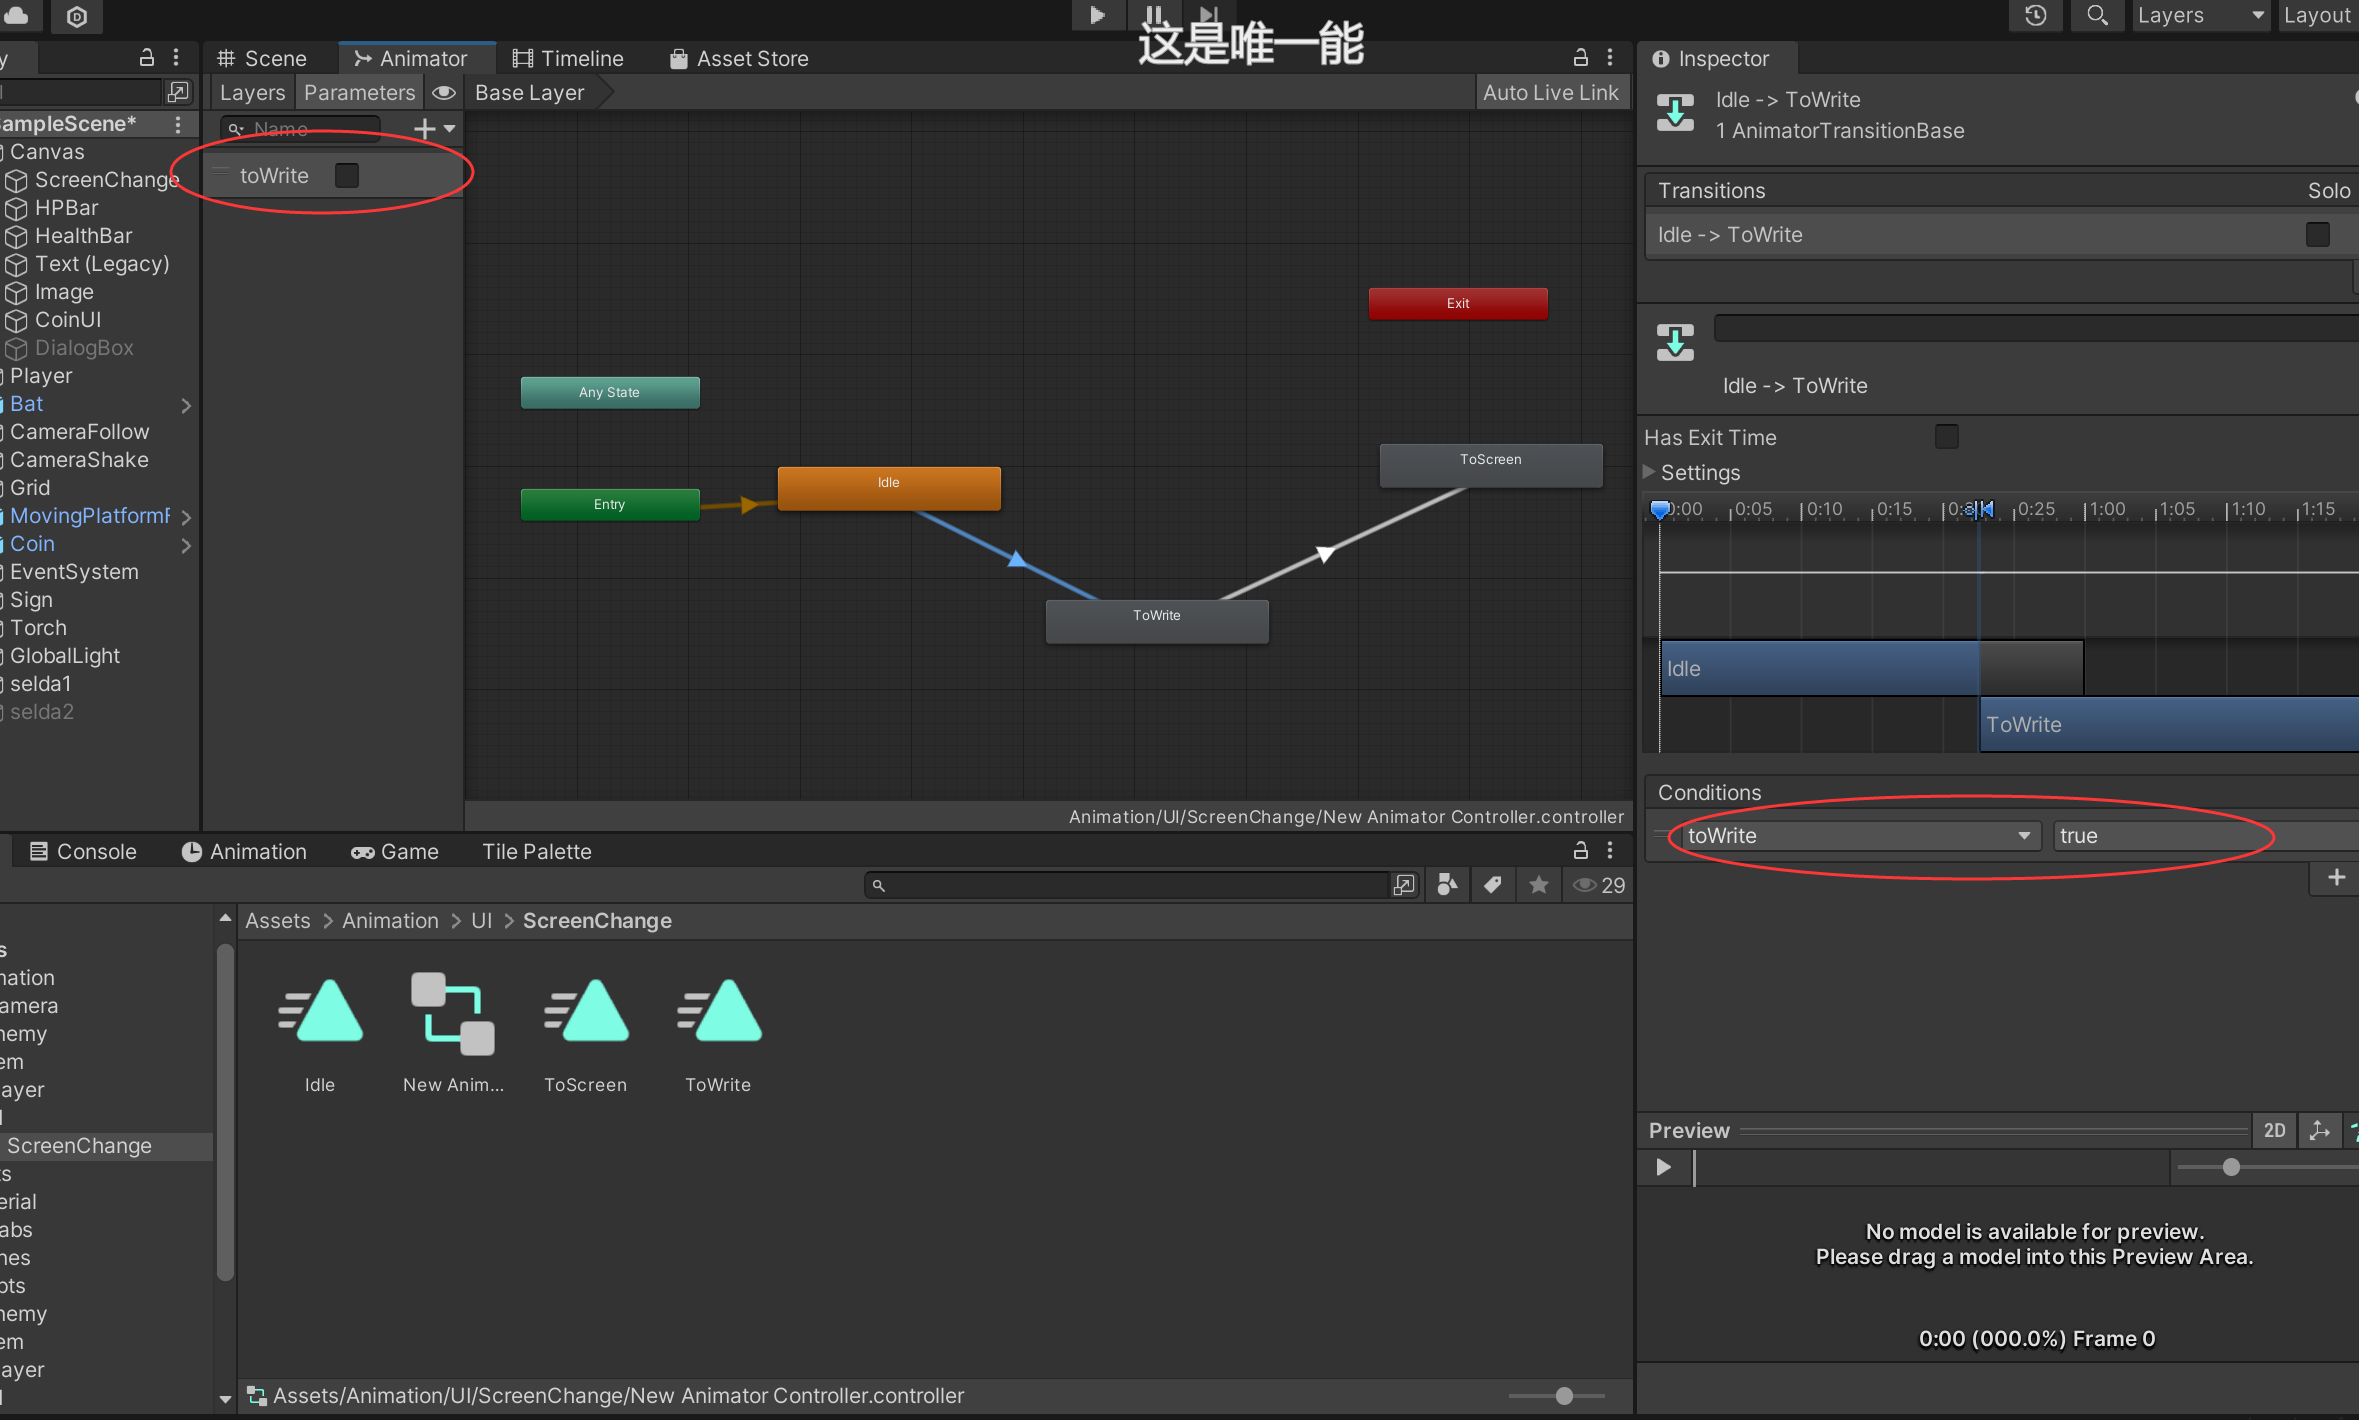 Layers
Layout
这是唯一能
y
Scene
Animator
Timeline
Asset Store
Inspector
Layers
Parameters
Base Layer
Auto Live Link
Name
toWrite
SampleScene*
Canvas
ScreenChange
HPBar
HealthBar
Text (Legacy)
Image
CoinUI
DialogBox
Player
Bat
CameraFollow
CameraShake
Grid
MovingPlatformF
Coin
EventSystem
Sign
Torch
GlobalLight
selda1
selda2
Exit
Any State
Entry
Idle
ToScreen
ToWrite
Animation/UI/ScreenChange/New Animator Controller.controller
Idle -> ToWrite
1 AnimatorTransitionBase
Transitions
Solo
Idle -> ToWrite
Idle -> ToWrite
Has Exit Time
Settings
0:00 0:05 0:10 0:15 0:25 1:00 1:05 1:10 1:15
Idle
ToWrite
Conditions
toWrite
true
Preview
2D
No model is available for preview.
Please drag a model into this Preview Area.
0:00 (000.0%) Frame 0
Console
Animation
Game
Tile Palette
29
Assets > Animation > UI > ScreenChange
s
nation
amera
nemy
em
ayer
ScreenChange
ts
erial
abs
nes
pts
nemy
em
ayer
Idle
New Anim...
ToScreen
ToWrite
Assets/Animation/UI/ScreenChange/New Animator Controller.controller